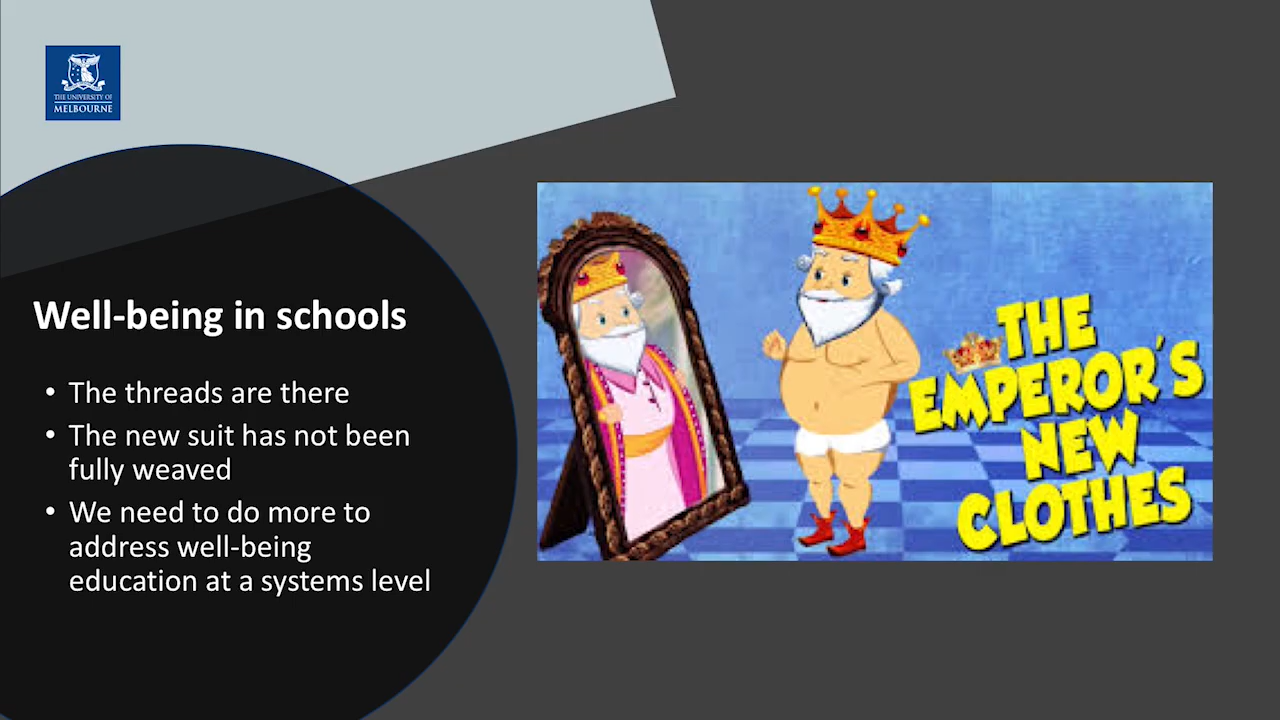 THE UNIVERSITY OF
MELBOURNE
Well-being in schools
• The threads are there
• The new suit has not been
fully weaved
• We need to do more to
address well-being
education at a systems level
THE
EMPEROR'S
NEW
CLOTHES